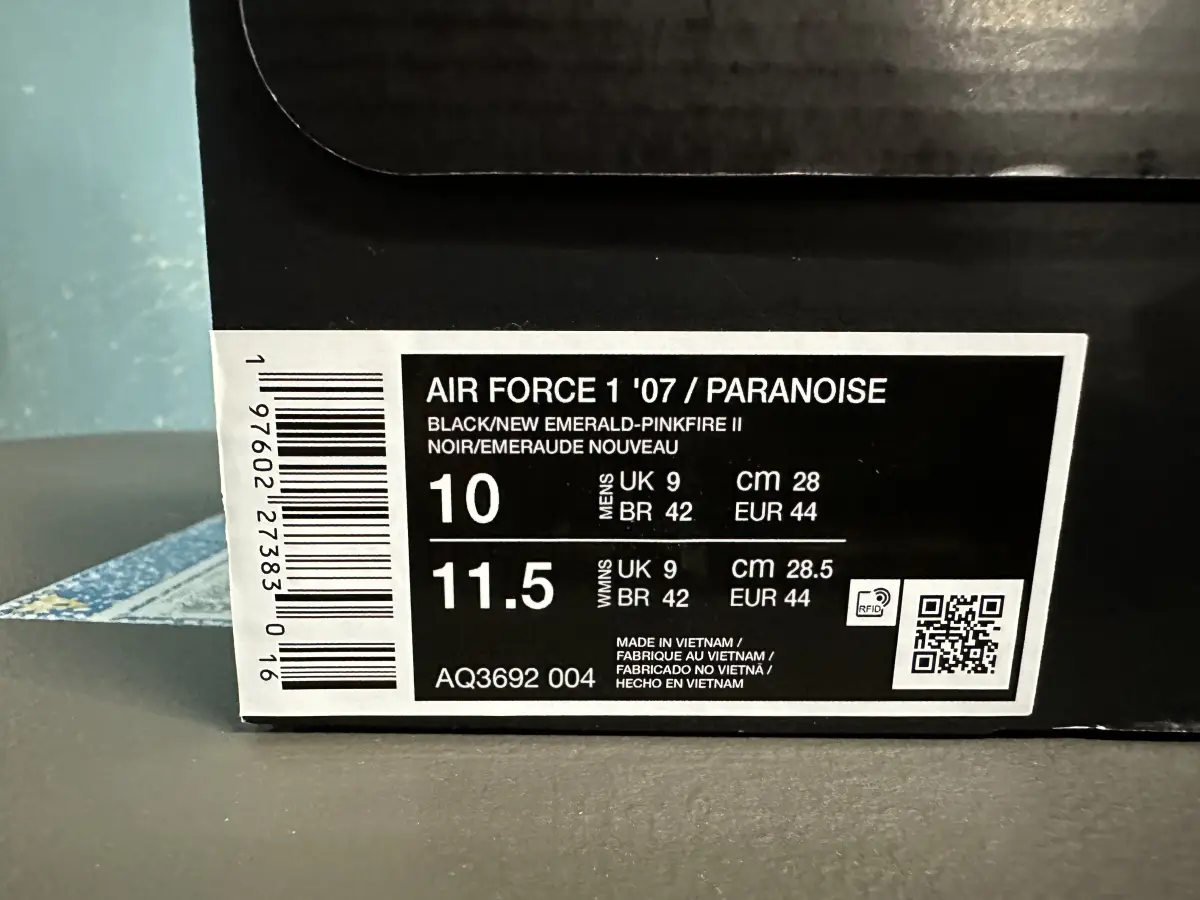 1 97602 27383 0 16
AIR FORCE 1 '07 / PARANOISE
BLACK/NEW EMERALD-PINKFIRE II
NOIR/EMERAUDE NOUVEAU
10
MENS
UK 9
cm 28
BR 42
EUR 44
11.5
WMNS
UK 9
cm 28.5
BR 42
EUR 44
RFID
AQ3692 004
MADE IN VIETNAM /
FABRIQUE AU VIETNAM /
FABRICADO NO VIETNÃ /
HECHO EN VIETNAM